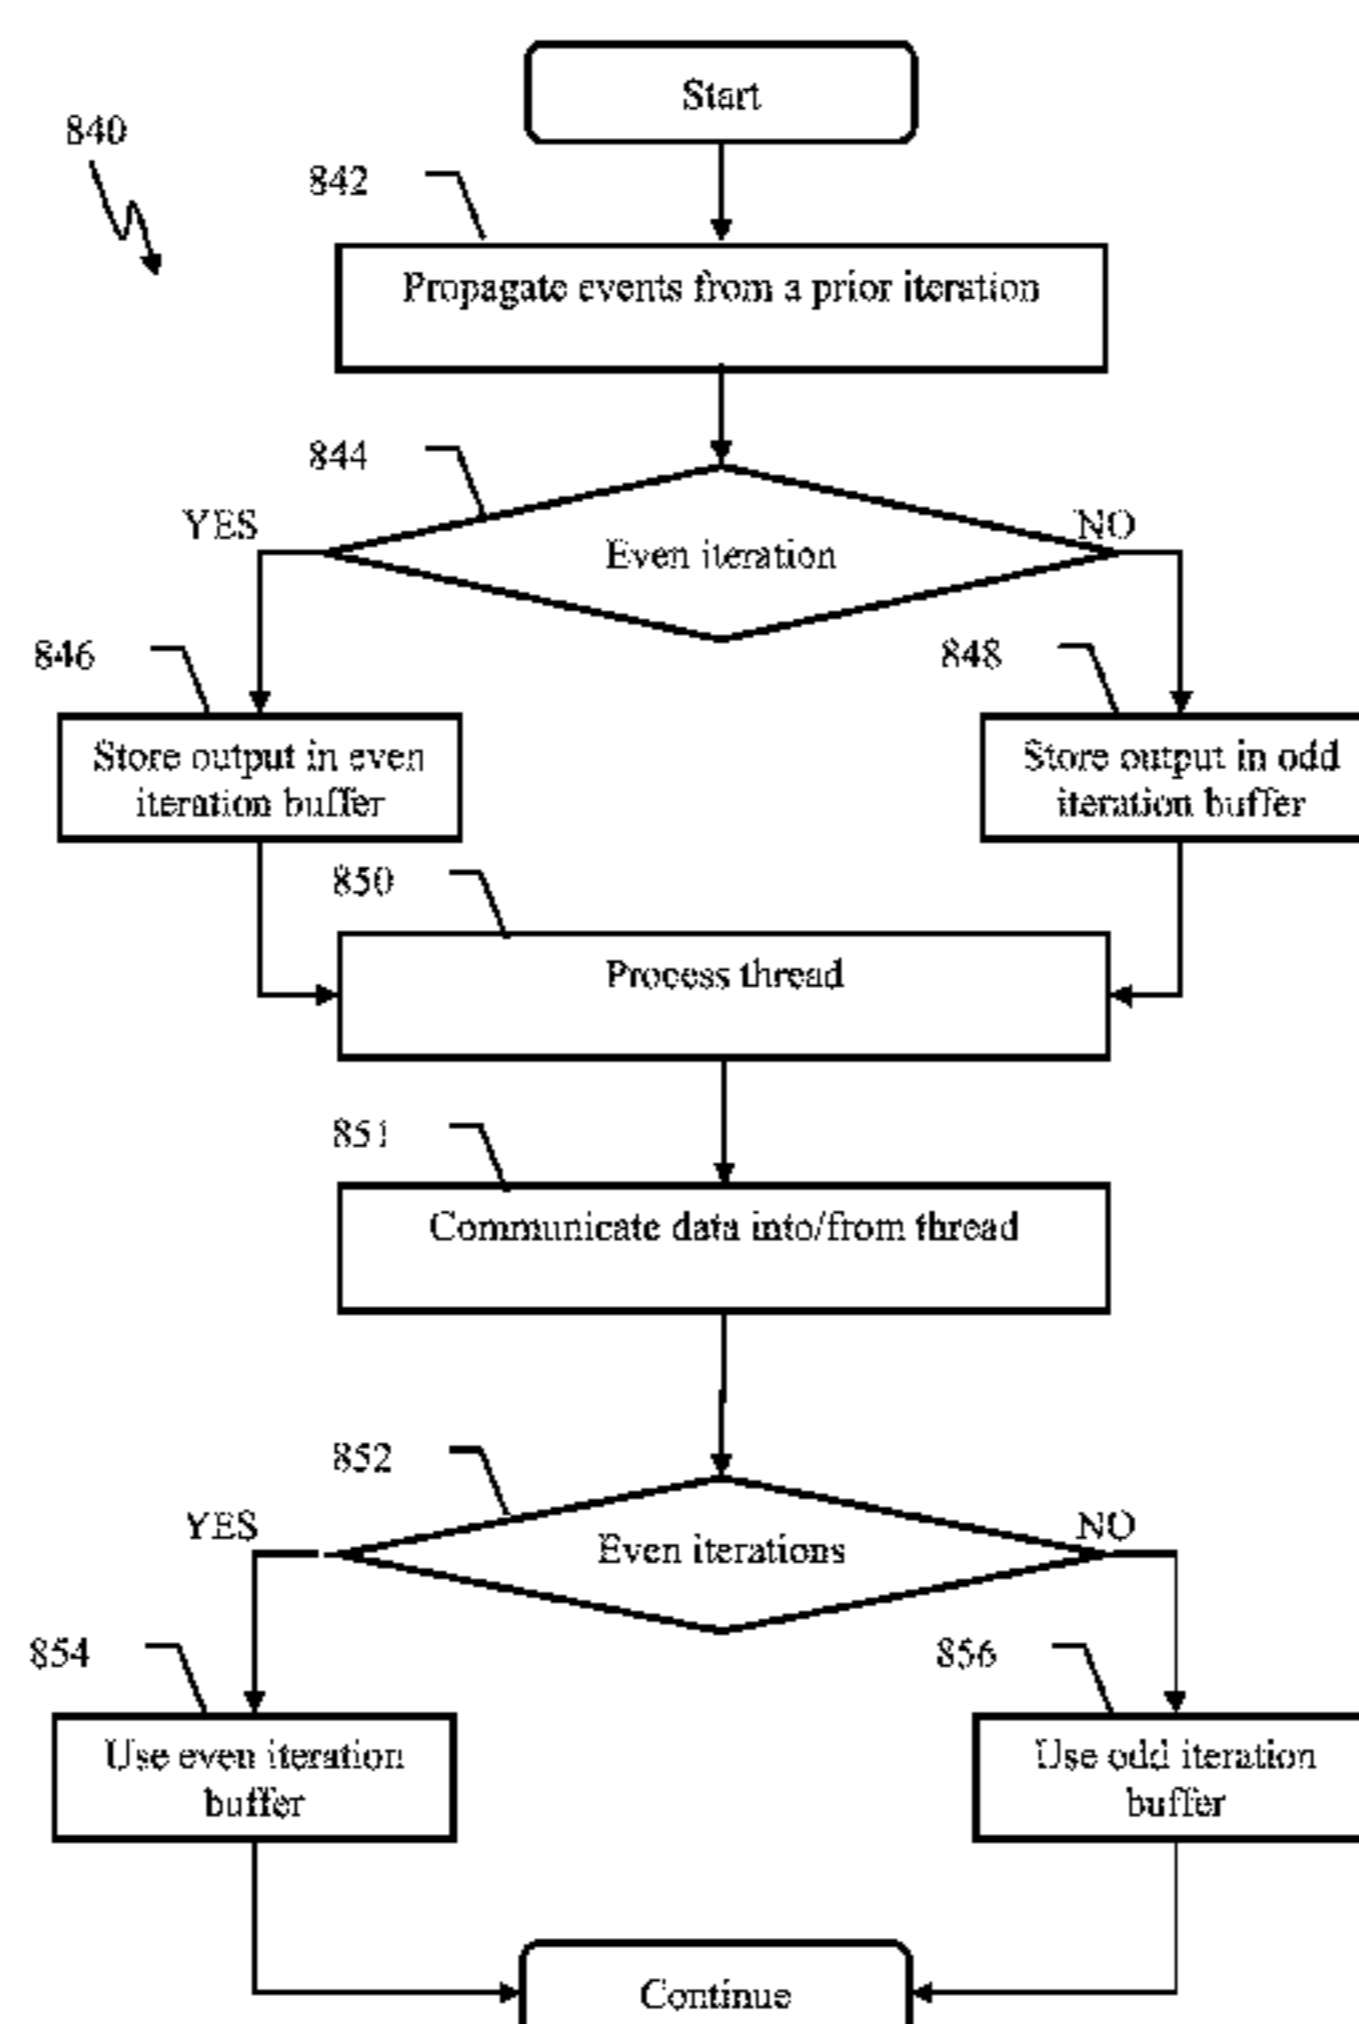 Start
840
842
Propagate events from a prior iteration
844
YES
NO
Even iteration
846
848
Store output in even
iteration buffer
Store output in odd
iteration buffer
850
Process thread
851
Communicate data into/from thread
852
YES
NO
Even iterations
854
856
Use even iteration
buffer
Use odd iteration
buffer
Continue